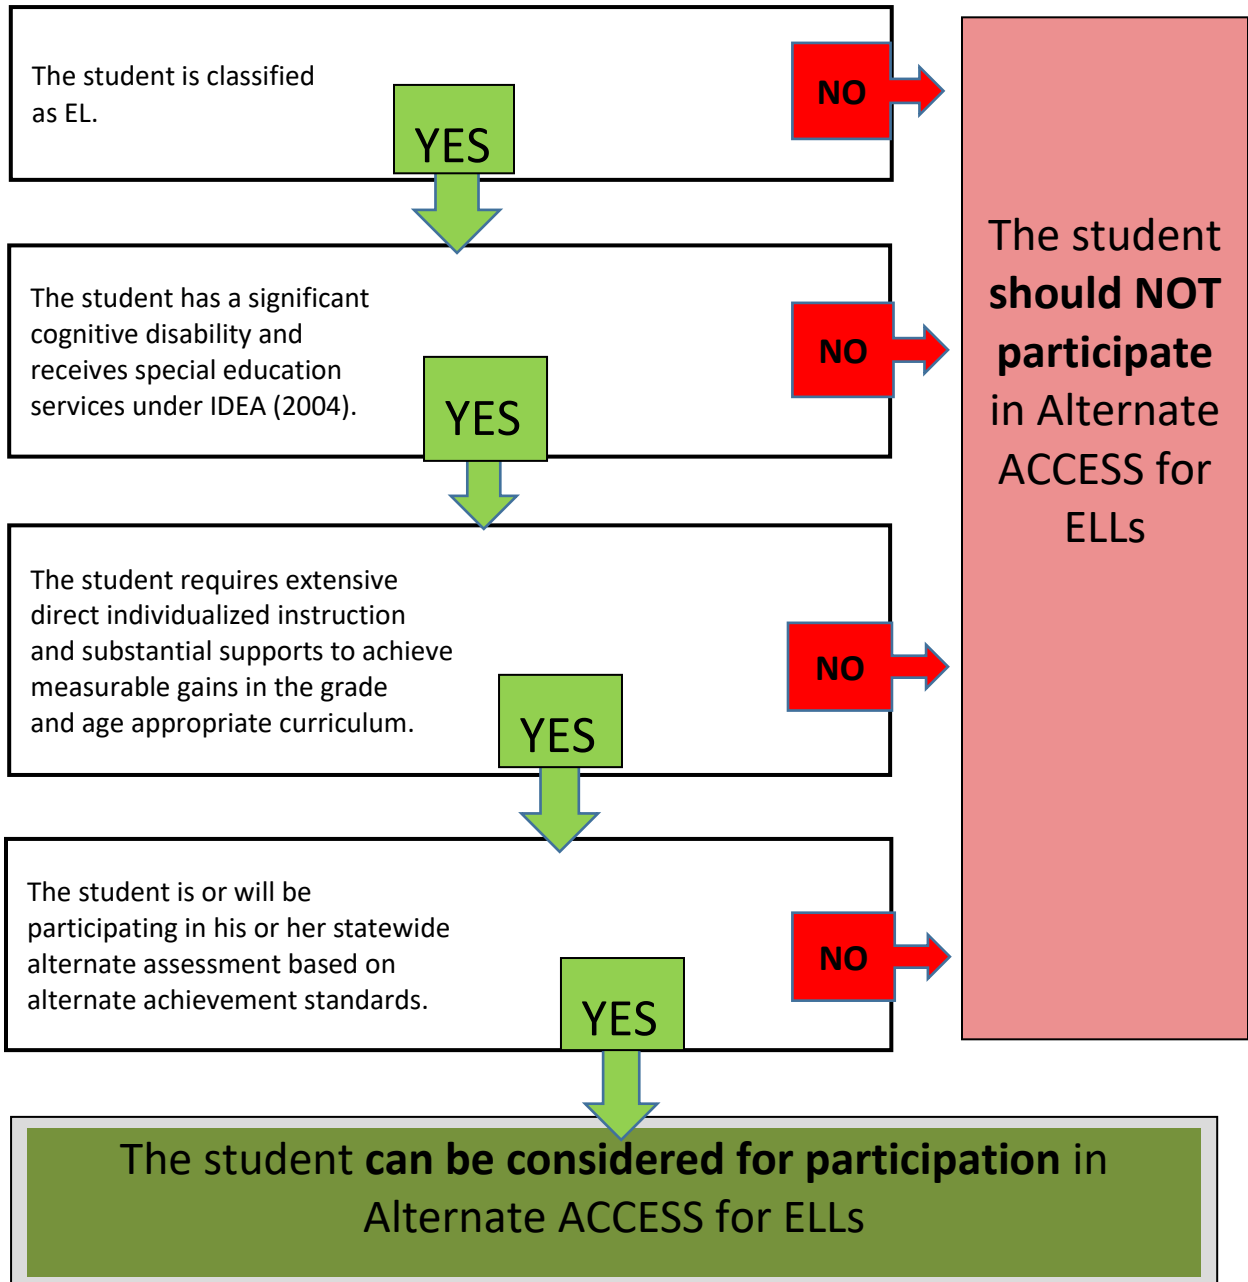 The student is classified
as EL.
YES
NO
The student has a significant
cognitive disability and
receives special education
services under IDEA (2004).
YES
NO
The student requires extensive
direct individualized instruction
and substantial supports to achieve
measurable gains in the grade
and age appropriate curriculum.
YES
NO
The student is or will be
participating in his or her statewide
alternate assessment based on
alternate achievement standards.
YES
NO
The student
should NOT
participate
in Alternate
ACCESS for
ELLs
The student can be considered for participation in
Alternate ACCESS for ELLs